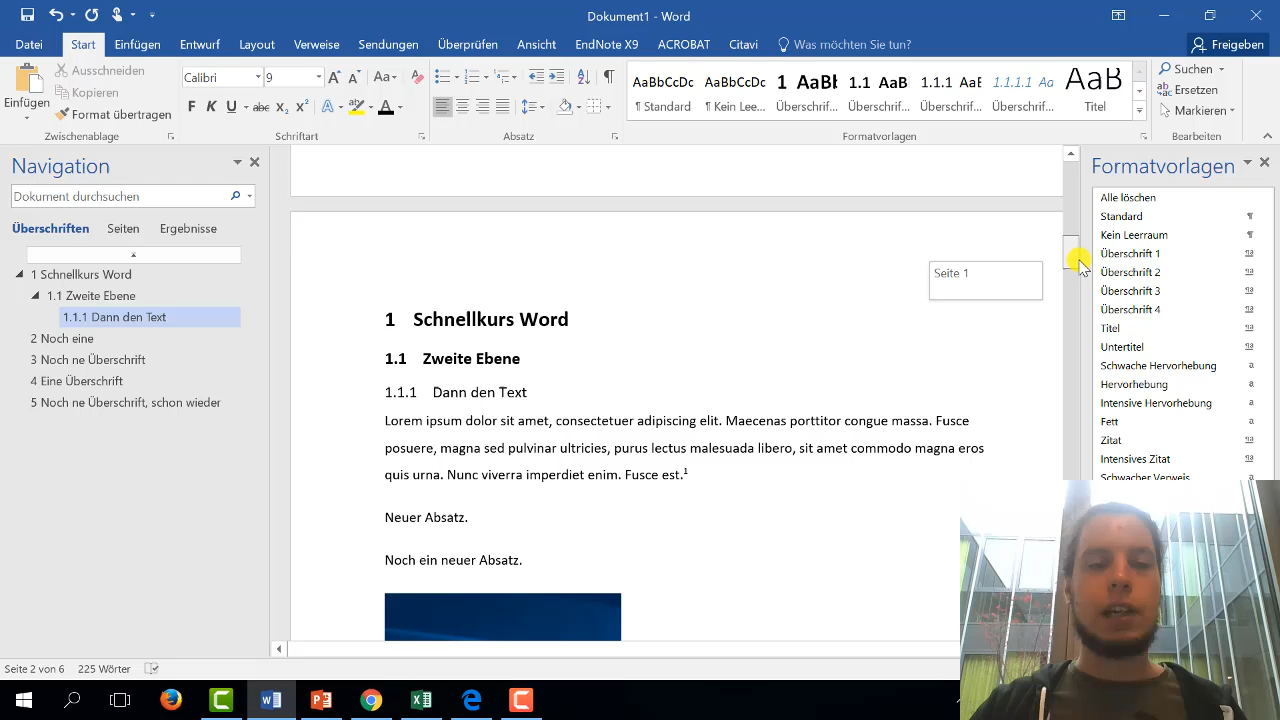 Dokument1 - Word
Datei Start Einfügen Entwurf Layout Verweise Sendungen Überprüfen Ansicht EndNote X9 ACROBAT Citavi Was möchten Sie tun? Freigeben
Einfügen
Ausschneiden
Kopieren
Format übertragen
Zwischenablage
Calibri 9
Schriftart
Absatz
AaBbCcDc AaBbCcDc 1 AaBb 1.1 AaB 1.1.1 AaB 1.1.1.1 Aa AaB
¶ Standard ¶ Kein Lee... Überschrif... Überschrif... Überschrif... Überschrif... Titel
Formatvorlagen
Suchen
Ersetzen
Markieren
Bearbeiten
Navigation
Dokument durchsuchen
Überschriften Seiten Ergebnisse
1 Schnellkurs Word
1.1 Zweite Ebene
1.1.1 Dann den Text
2 Noch eine
3 Noch ne Überschrift
4 Eine Überschrift
5 Noch ne Überschrift, schon wieder
Seite 1
1 Schnellkurs Word
1.1 Zweite Ebene
1.1.1 Dann den Text
Lorem ipsum dolor sit amet, consectetuer adipiscing elit. Maecenas porttitor congue massa. Fusce
posuere, magna sed pulvinar ultricies, purus lectus malesuada libero, sit amet commodo magna eros
quis urna. Nunc viverra imperdiet enim. Fusce est.¹
Neuer Absatz.
Noch ein neuer Absatz.
Formatvorlagen
Alle löschen
Standard
Kein Leerraum
Überschrift 1
Überschrift 2
Überschrift 3
Überschrift 4
Titel
Untertitel
Schwache Hervorhebung
Hervorhebung
Intensive Hervorhebung
Fett
Zitat
Intensives Zitat
Schwacher Verweis
Seite 2 von 6 225 Wörter